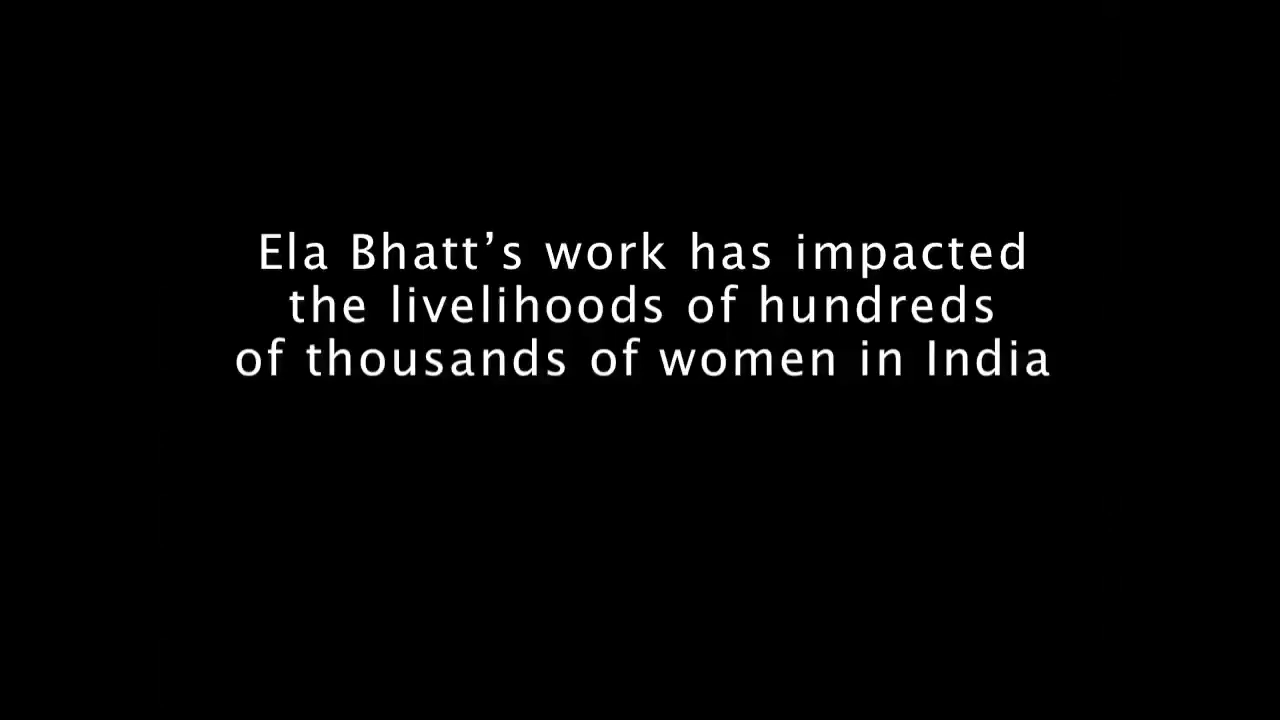 Ela Bhatt’s work has impacted
the livelihoods of hundreds
of thousands of women in India